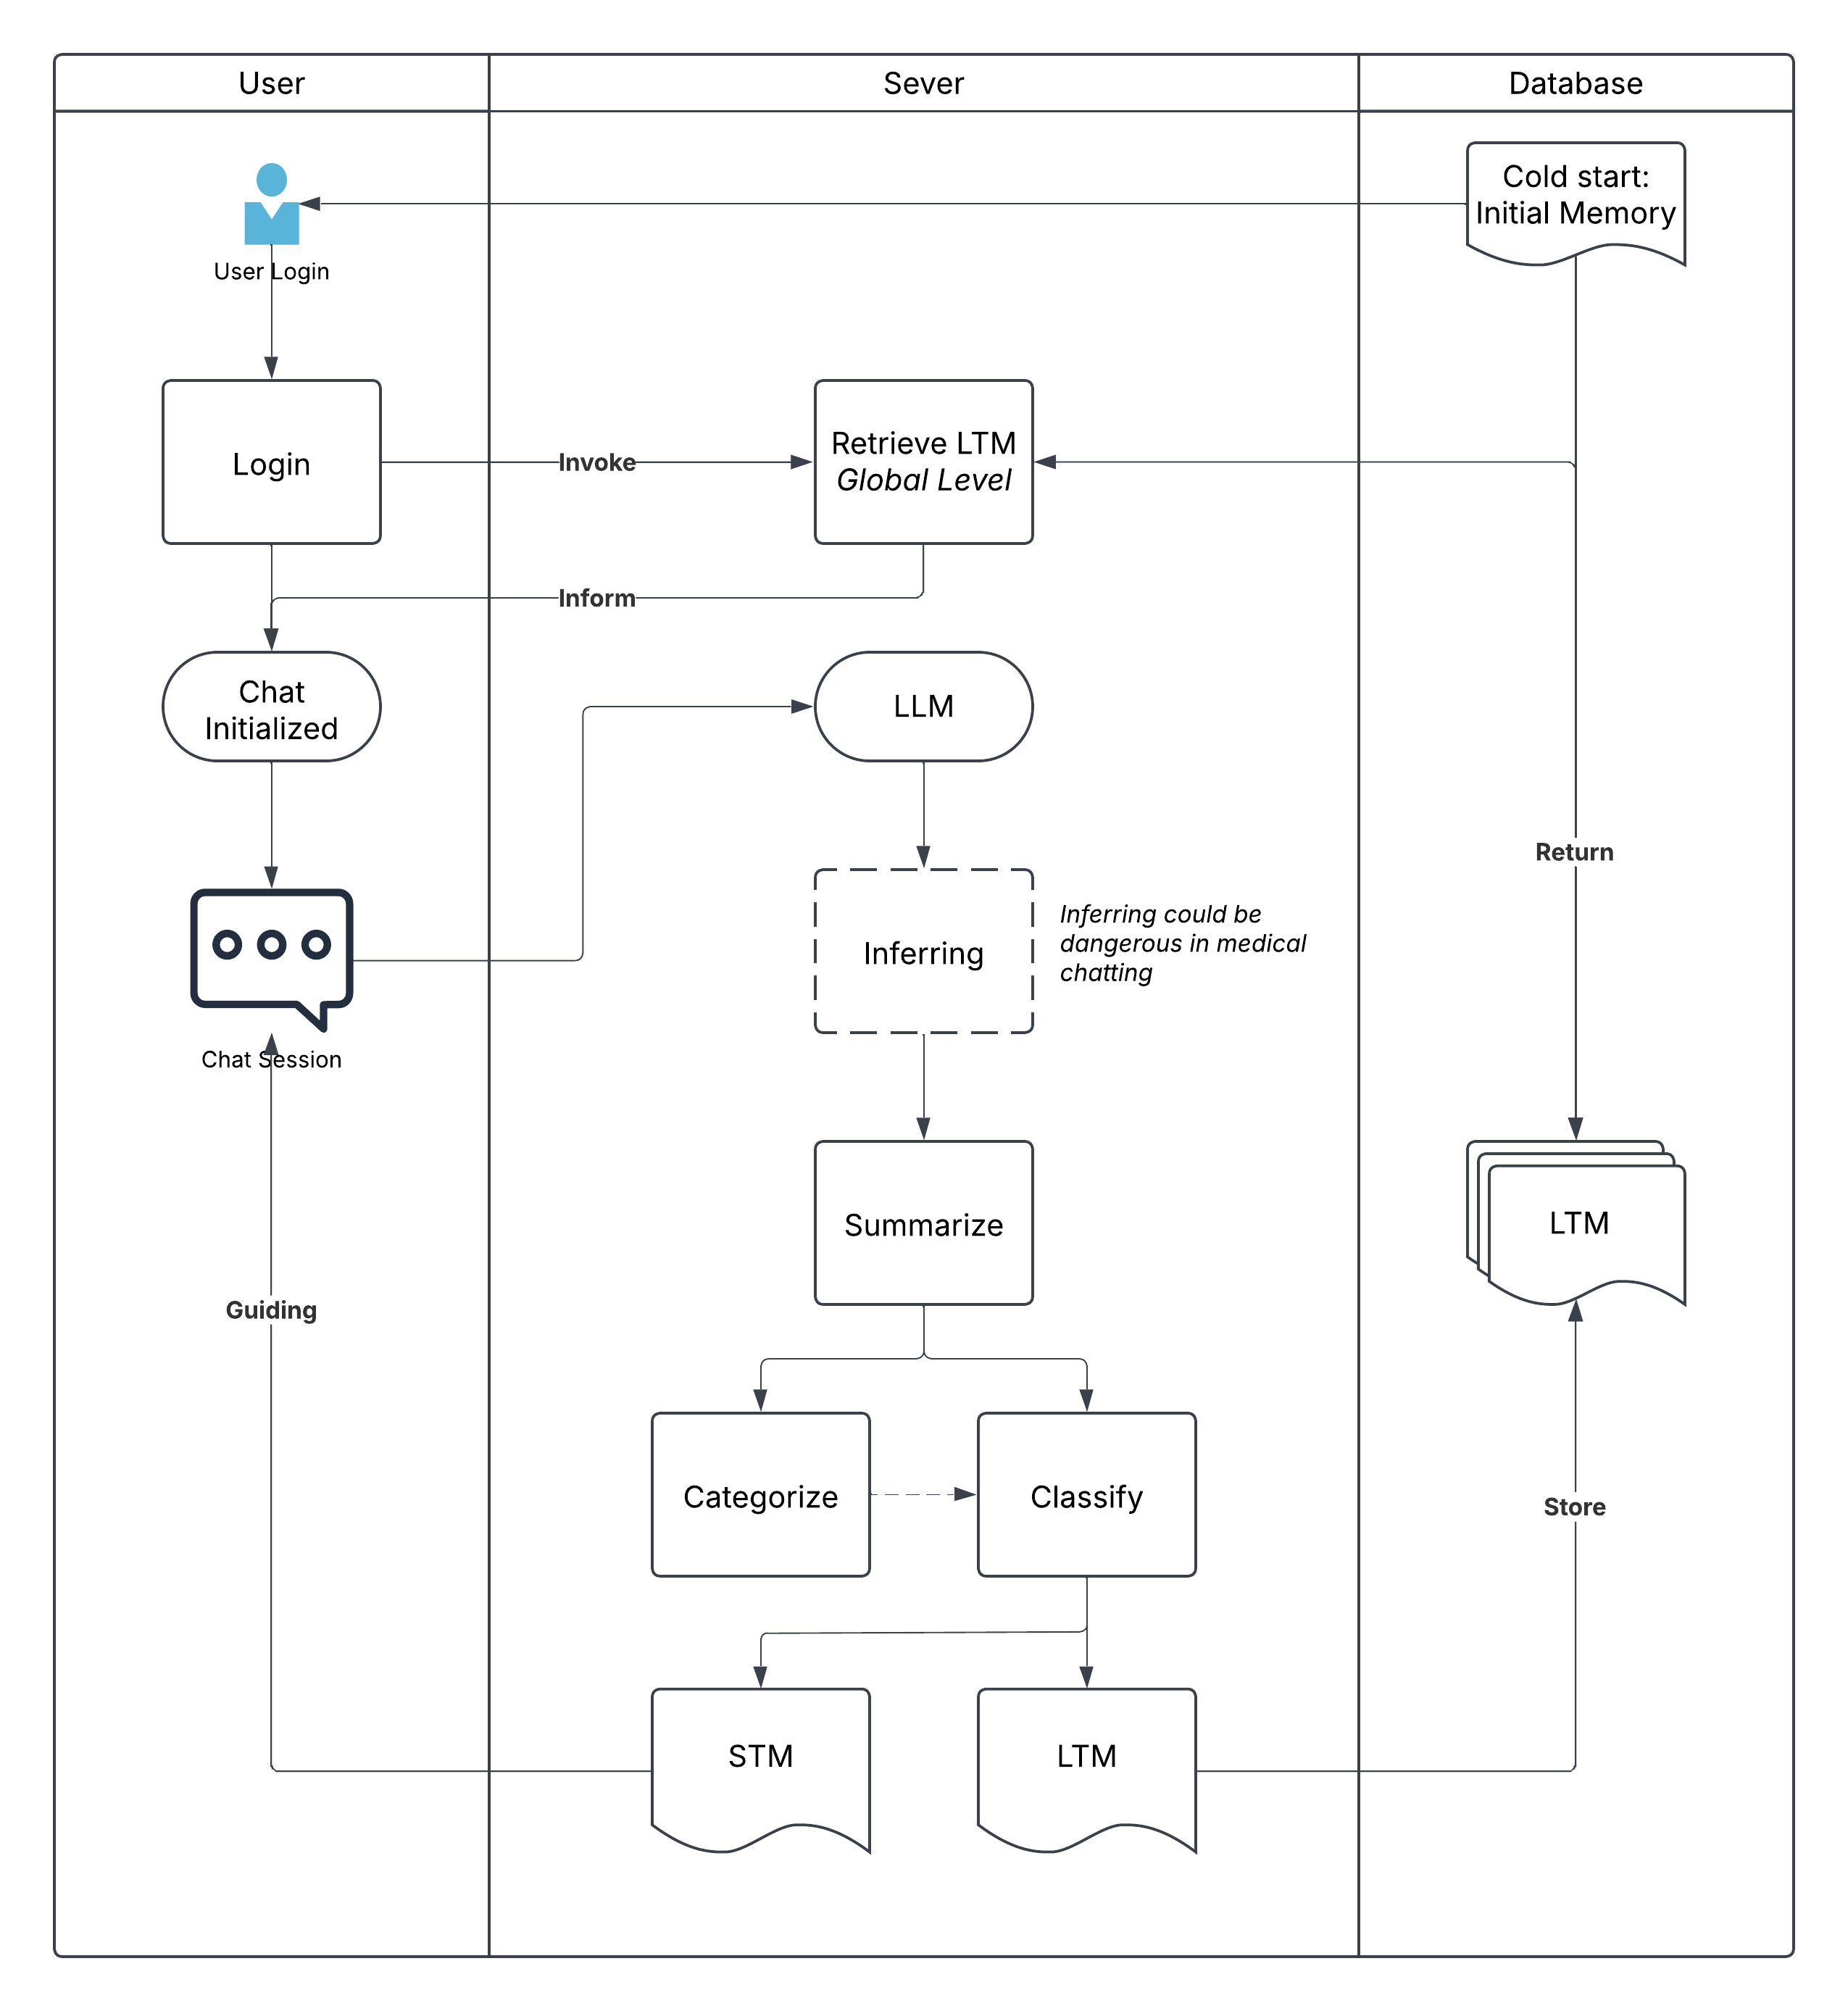 User
Sever
Database
Cold start:
Initial Memory
User Login
Login
Invoke
Retrieve LTM
Global Level
Inform
Chat
Initialized
LLM
Return
Inferring
Inferring could be
dangerous in medical
chatting
Chat Session
Summarize
LTM
Guiding
Categorize
Classify
Store
STM
LTM